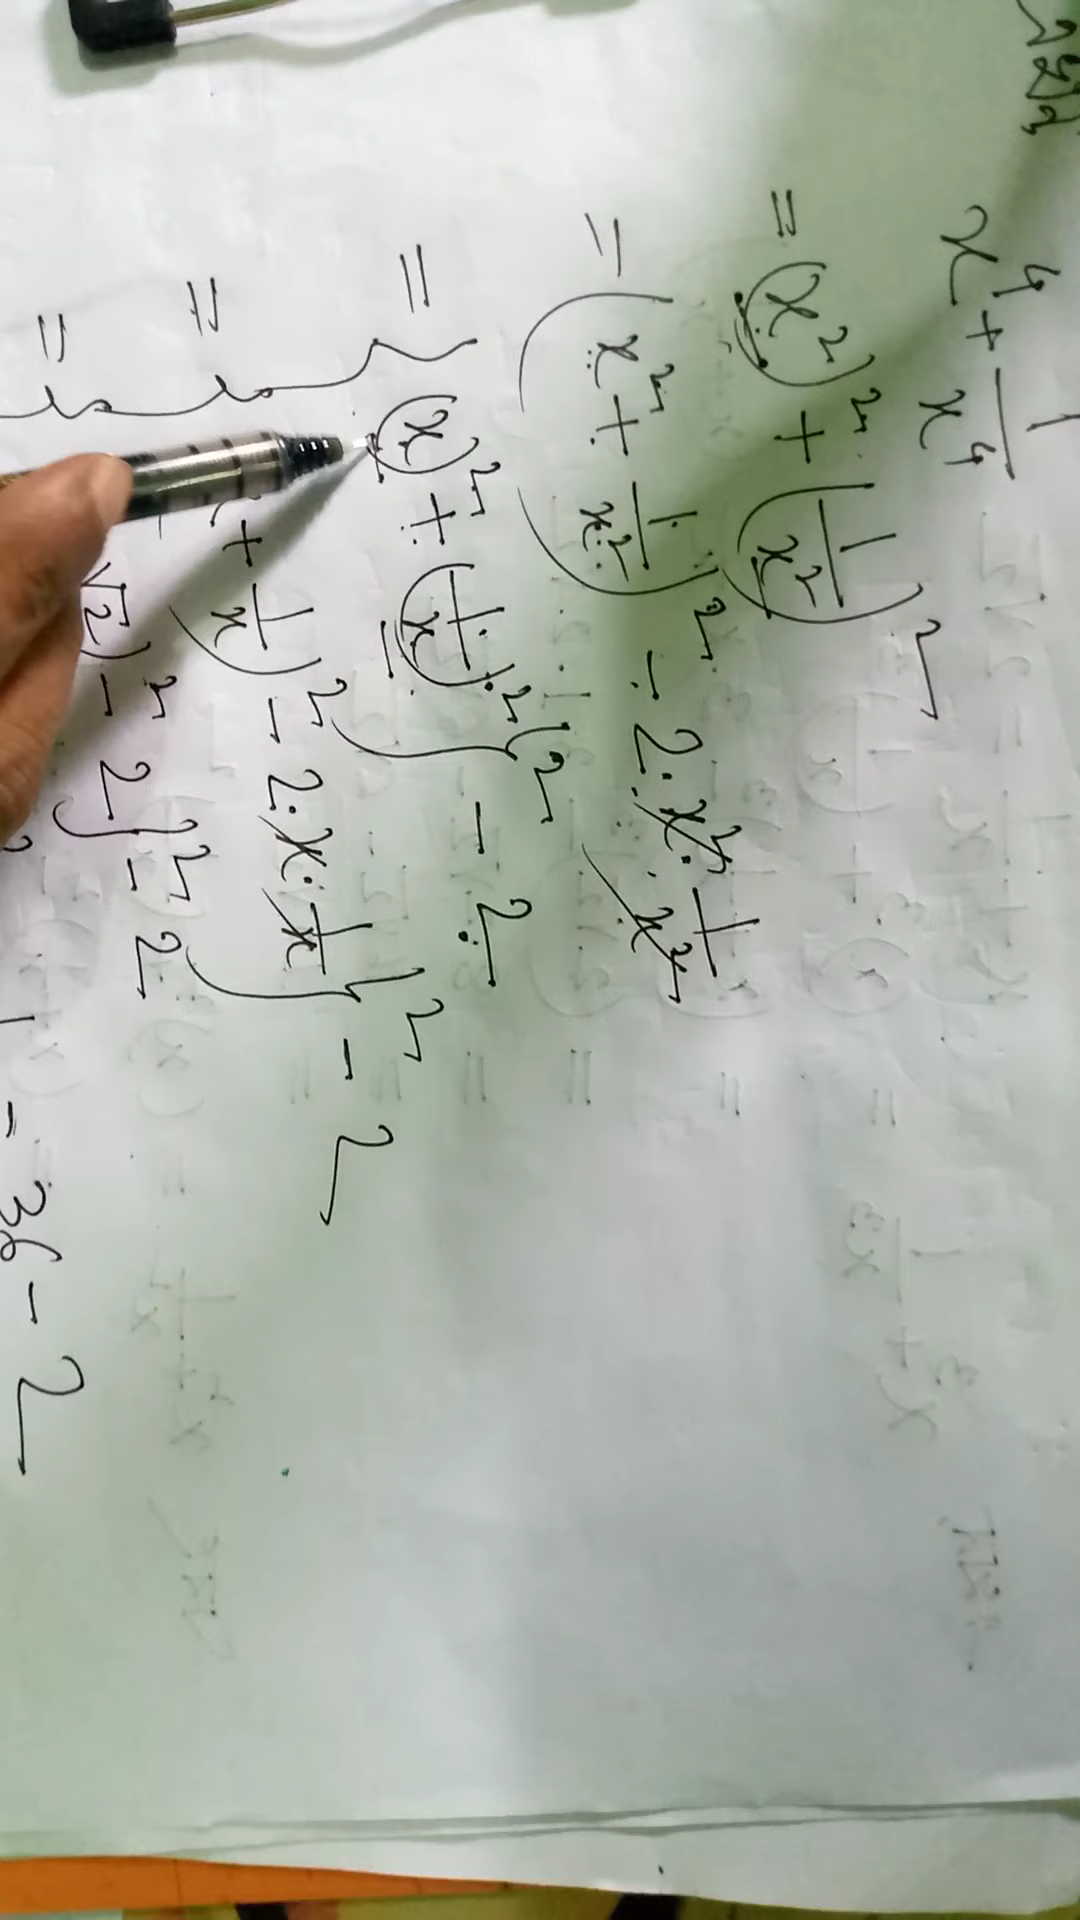 x⁴ + 1/x⁴
= (x²)² + (1/x²)²
= (x² + 1/x²)² - 2·x²·1/x²
= {(x)² + (1/x)²}² - 2
= + 1/x)² - 2·x·1/x}² - 2
= √2)² - 2}² - 2
- 36 - 2